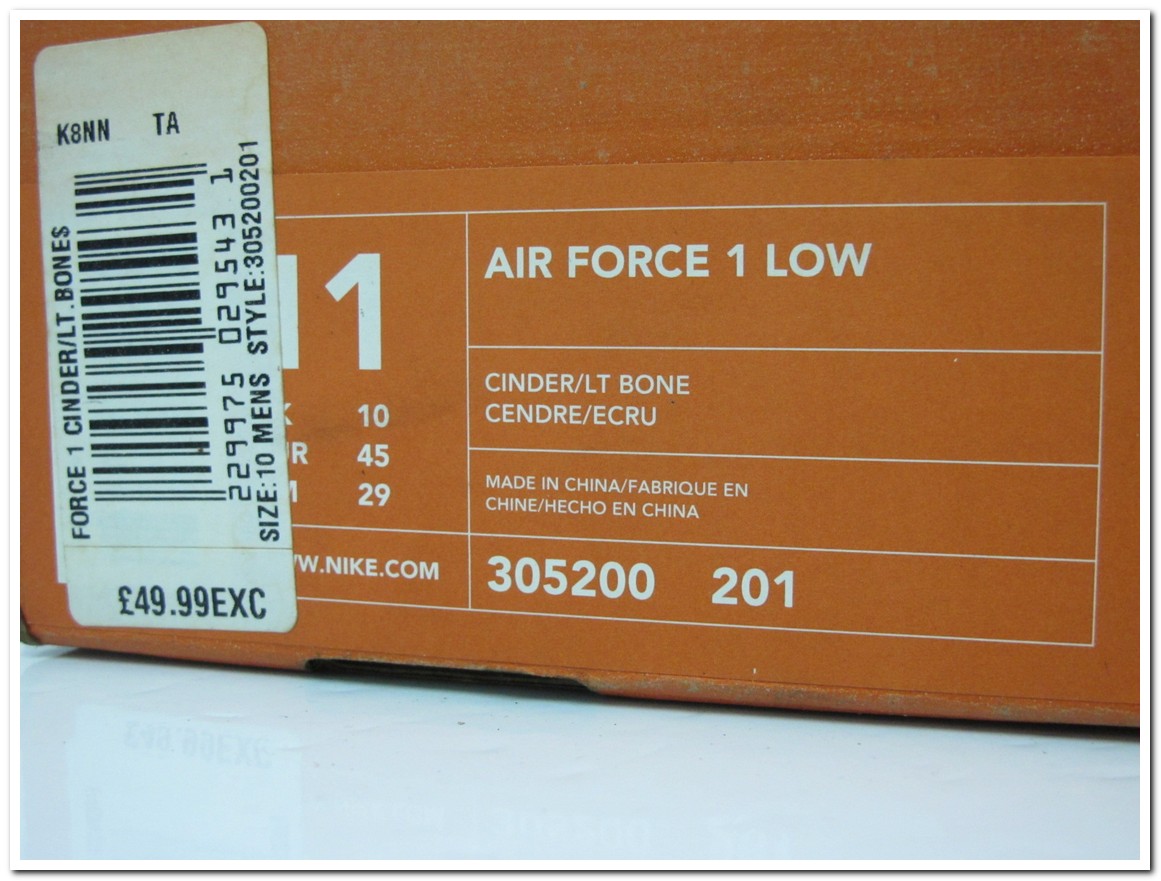 K8NN TA
FORCE 1 CINDER/LT.BONES
229975 029543 1
SIZE:10 MENS STYLE:305200201
£49.99EXC
11
10
45
29
WW.NIKE.COM
AIR FORCE 1 LOW
CINDER/LT BONE
CENDRE/ECRU
MADE IN CHINA/FABRIQUE EN
CHINE/HECHO EN CHINA
305200 201